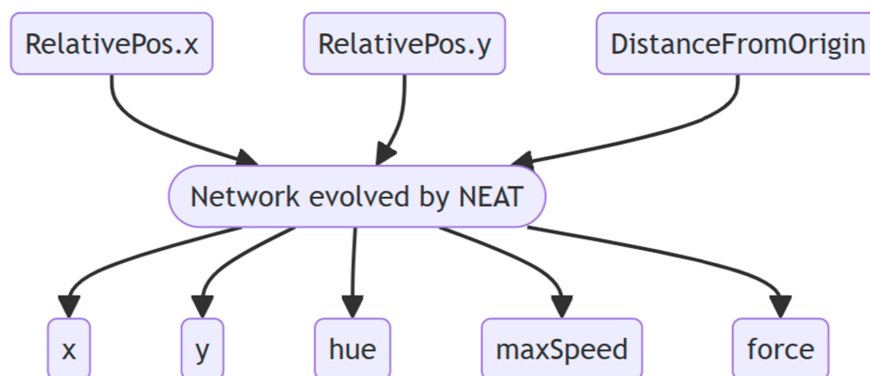 RelativePos.x
RelativePos.y
DistanceFromOrigin
Network evolved by NEAT
x
y
hue
maxSpeed
force